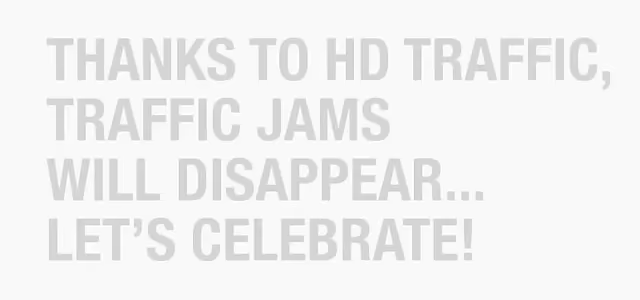 THANKS TO HD TRAFFIC,
TRAFFIC JAMS
WILL DISAPPEAR...
LET'S CELEBRATE!